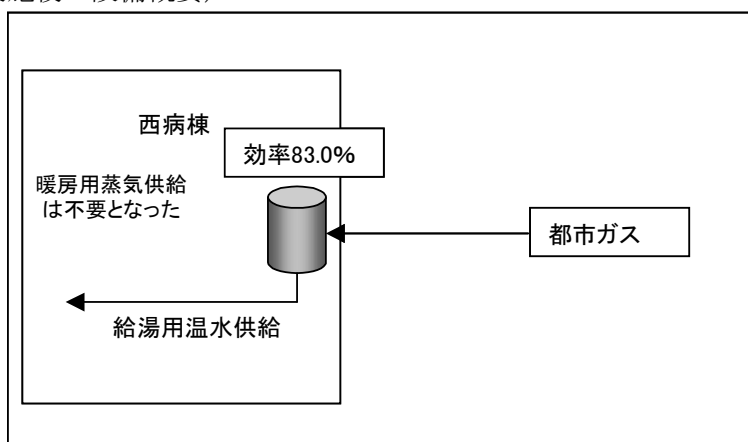 西病棟
効率83.0%
暖房用蒸気供給
は不要となった
都市ガス
給湯用温水供給